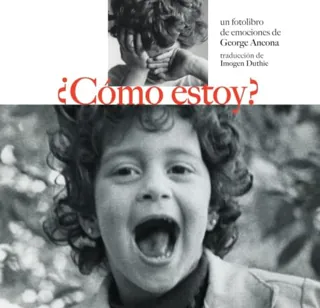 un fotolibro
de emociones de
George Ancona
traducción de
Imogen Duthie
¿Cómo estoy?